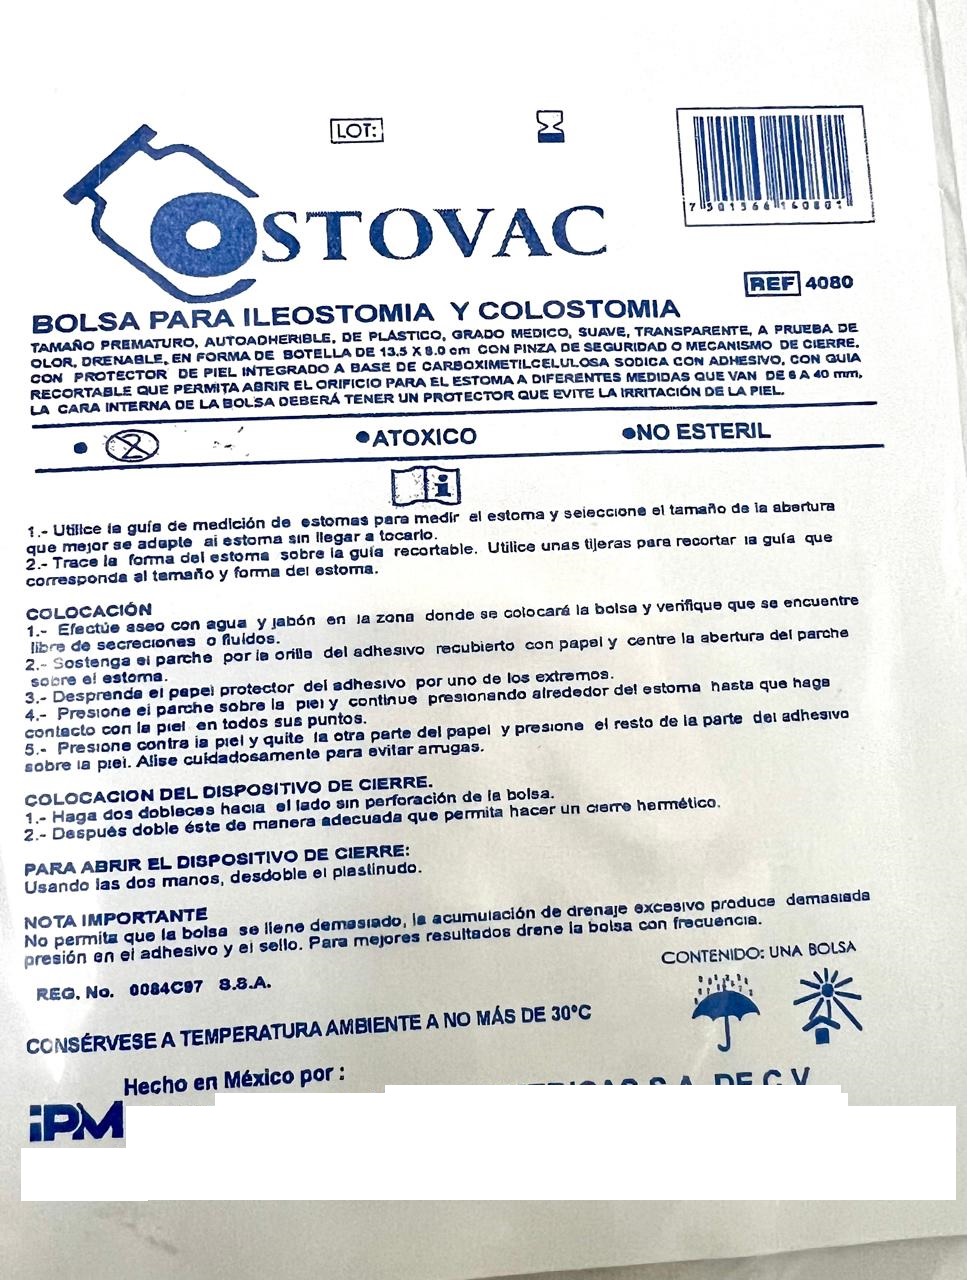 LOT:
OSTOVAC
REF 4080
BOLSA PARA ILEOSTOMIA Y COLOSTOMIA
TAMAÑO PREMATURO, AUTOADHERIBLE, DE PLÁSTICO, GRADO MEDICO, SUAVE, TRANSPARENTE, A PRUEBA DE
OLOR, DRENABLE, EN FORMA DE BOTELLA DE 13.5 X 8.0 cm CON PINZA DE SEGURIDAD O MECANISMO DE CIERRE,
CON PROTECTOR DE PIEL INTEGRADO A BASE DE CARBOXIMETILCELULOSA SODICA CON ADHESIVO, CON GUIA
RECORTABLE QUE PERMITA ABRIR EL ORIFICIO PARA EL ESTOMA A DIFERENTES MEDIDAS QUE VAN DE 6 A 40 mm,
LA CARA INTERNA DE LA BOLSA DEBERÁ TENER UN PROTECTOR QUE EVITE LA IRRITACIÓN DE LA PIEL.
● 2 ●ATOXICO ●NO ESTERIL
i
1.- Utilice la guía de medición de estomas para medir el estoma y seleccione el tamaño de la abertura
que mejor se adapte al estoma sin llegar a tocarlo.
2.- Trace la forma del estoma sobre la guía recortable. Utilice unas tijeras para recortar la guía que
corresponda al tamaño y forma del estoma.
COLOCACIÓN
1.- Efectúe aseo con agua y jabón en la zona donde se colocará la bolsa y verifique que se encuentre
libre de secreciones o fluidos.
2.- Sostenga el parche por la orilla del adhesivo recubierto con papel y centre la abertura del parche
sobre el estoma.
3.- Desprenda el papel protector del adhesivo por uno de los extremos.
4.- Presione el parche sobre la piel y continue presionando alrededor del estoma hasta que haga
contacto con la piel en todos sus puntos.
5.- Presione contra la piel y quite la otra parte del papel y presione el resto de la parte del adhesivo
sobre la piel. Alise cuidadosamente para evitar arrugas.
COLOCACION DEL DISPOSITIVO DE CIERRE.
1.- Haga dos dobleces hacia el lado sin perforación de la bolsa.
2.- Después doble éste de manera adecuada que permita hacer un cierre hermético.
PARA ABRIR EL DISPOSITIVO DE CIERRE:
Usando las dos manos, desdoble el plastinudo.
NOTA IMPORTANTE
No permita que la bolsa se llene demasiado, la acumulación de drenaje excesivo produce demasiada
presión en el adhesivo y el sello. Para mejores resultados drene la bolsa con frecuencia.
CONTENIDO: UNA BOLSA
REG. No. 0084C97 S.S.A.
CONSÉRVESE A TEMPERATURA AMBIENTE A NO MÁS DE 30°C
Hecho en México por :
S.A. DE C.V.
iPM